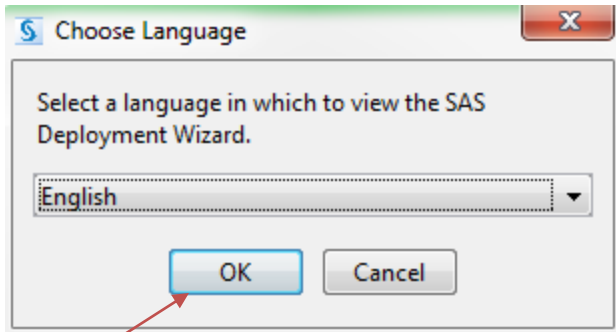 Choose Language
Select a language in which to view the SAS
Deployment Wizard.
English
OK
Cancel